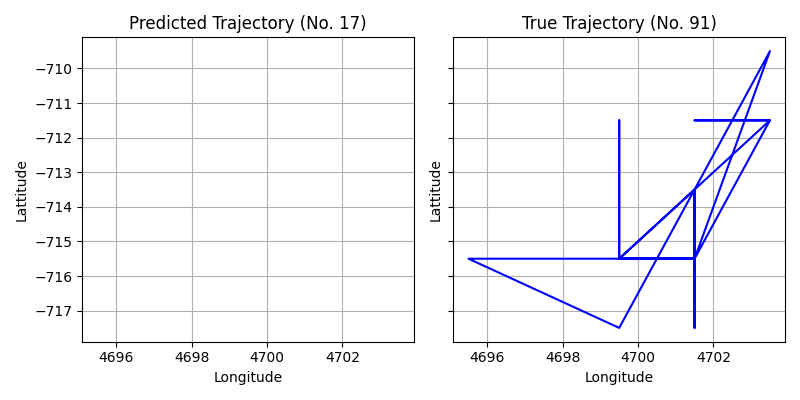 Predicted Trajectory (No. 17)
True Trajectory (No. 91)
Lattitude
−710
−711
−712
−713
−714
−715
−716
−717
4696
4698
4700
4702
Longitude
Lattitude
4696
4698
4700
4702
Longitude